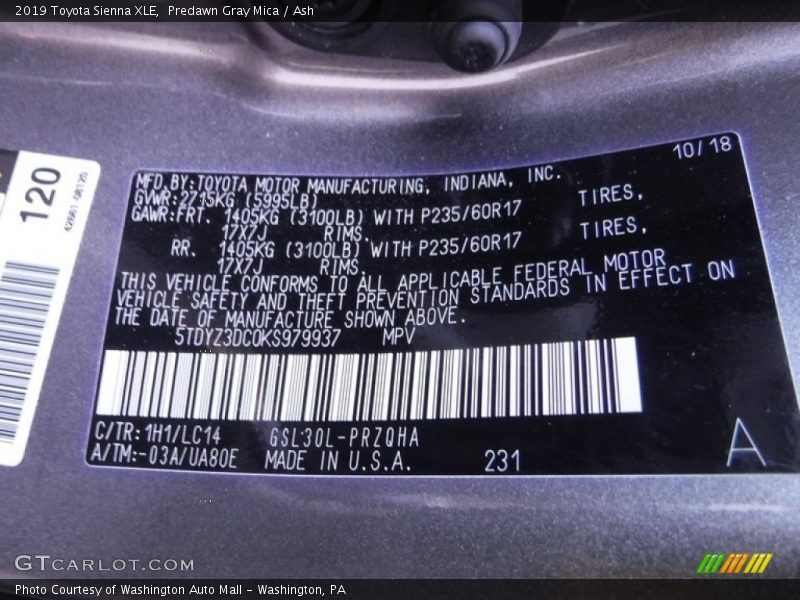 2019 Toyota Sienna XLE, Predawn Gray Mica / Ash
120
42661-08120
10/18
MFD.BY:TOYOTA MOTOR MANUFACTURING, INDIANA, INC.
GVWR:2715KG (5995LB)
GAWR:FRT. 1405KG (3100LB) WITH P235/60R17 TIRES,
17X7J RIMS.
RR. 1405KG (3100LB) WITH P235/60R17 TIRES,
17X7J RIMS.
THIS VEHICLE CONFORMS TO ALL APPLICABLE FEDERAL MOTOR
VEHICLE SAFETY AND THEFT PREVENTION STANDARDS IN EFFECT ON
THE DATE OF MANUFACTURE SHOWN ABOVE.
5TDYZ3DC0KS979937 MPV
C/TR:1H1/LC14 GSL30L-PRZQHA
A/TM:-03A/UA80E MADE IN U.S.A. 231
A
GTCARLOT.COM
Photo Courtesy of Washington Auto Mall - Washington, PA